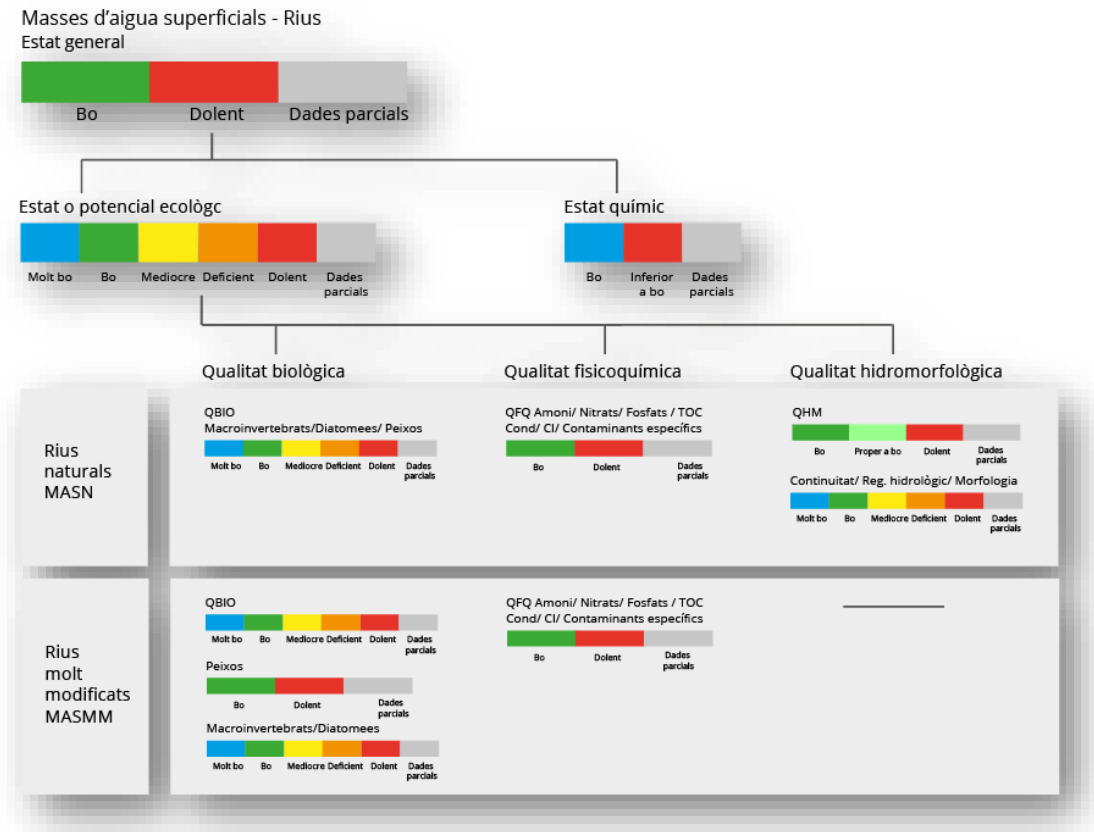 Masses d'aigua superficials - Rius
Estat general
Bo Dolent Dades parcials
Estat o potencial ecològc
Molt bo Bo Mediocre Deficient Dolent Dades parcials
Estat químic
Bo Inferior a bo Dades parcials
Qualitat biològica
Qualitat fisicoquímica
Qualitat hidromorfològica
Rius
naturals
MASN
QBIO
Macroinvertebrats/Diatomees/ Peixos
Molt bo Bo Mediocre Deficient Dolent Dades parcials
QFQ Amoni/ Nitrats/ Fosfats / TOC
Cond/ Cl/ Contaminants específics
Bo Dolent Dades parcials
QHM
Bo Proper a bo Dolent Dades parcials
Continuitat/ Reg. hidrològic/ Morfologia
Molt bo Bo Mediocre Deficient Dolent Dades parcials
Rius
molt
modificats
MASMM
QBIO
Molt bo Bo Mediocre Deficient Dolent Dades parcials
Peixos
Bo Dolent Dades parcials
Macroinvertebrats/Diatomees
Molt bo Bo Mediocre Deficient Dolent Dades parcials
QFQ Amoni/ Nitrats/ Fosfats / TOC
Cond/ Cl/ Contaminants específics
Bo Dolent Dades parcials